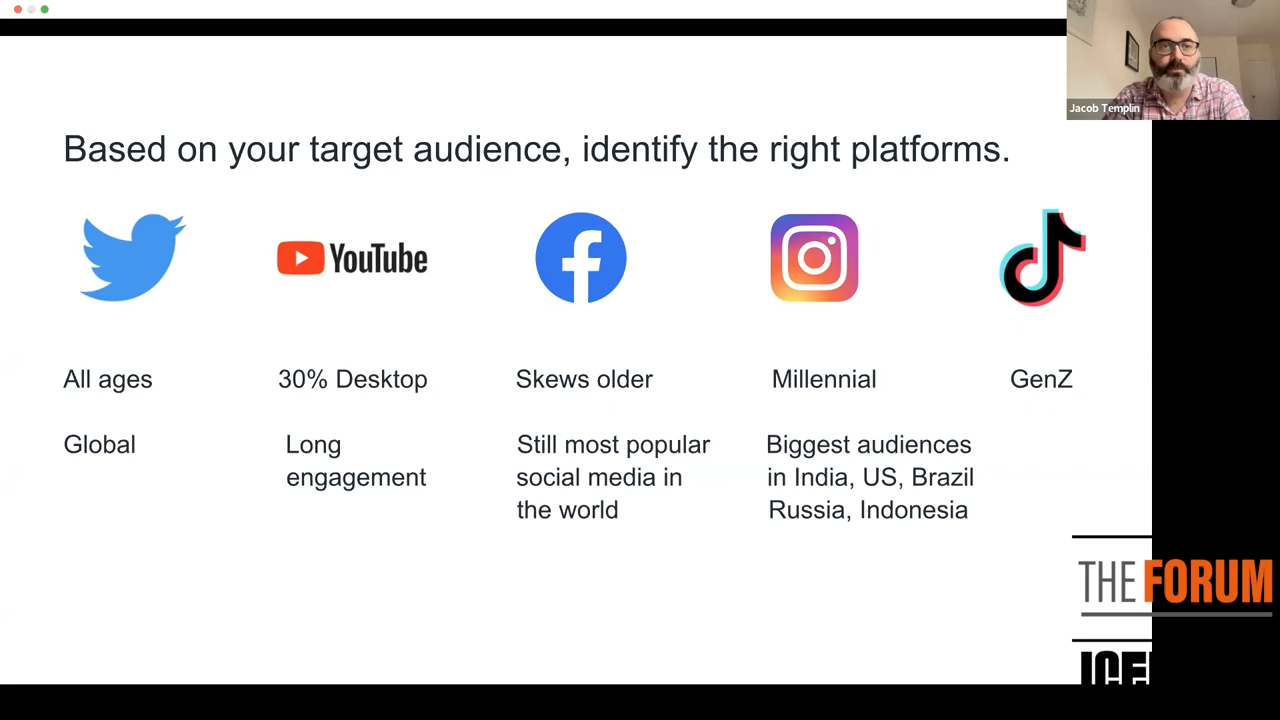 Jacob Templin
Based on your target audience, identify the right platforms.
YouTube
All ages
30% Desktop
Skews older
Millennial
GenZ
Global
Long
engagement
Still most popular
social media in
the world
Biggest audiences
in India, US, Brazil
Russia, Indonesia
THE FORUM